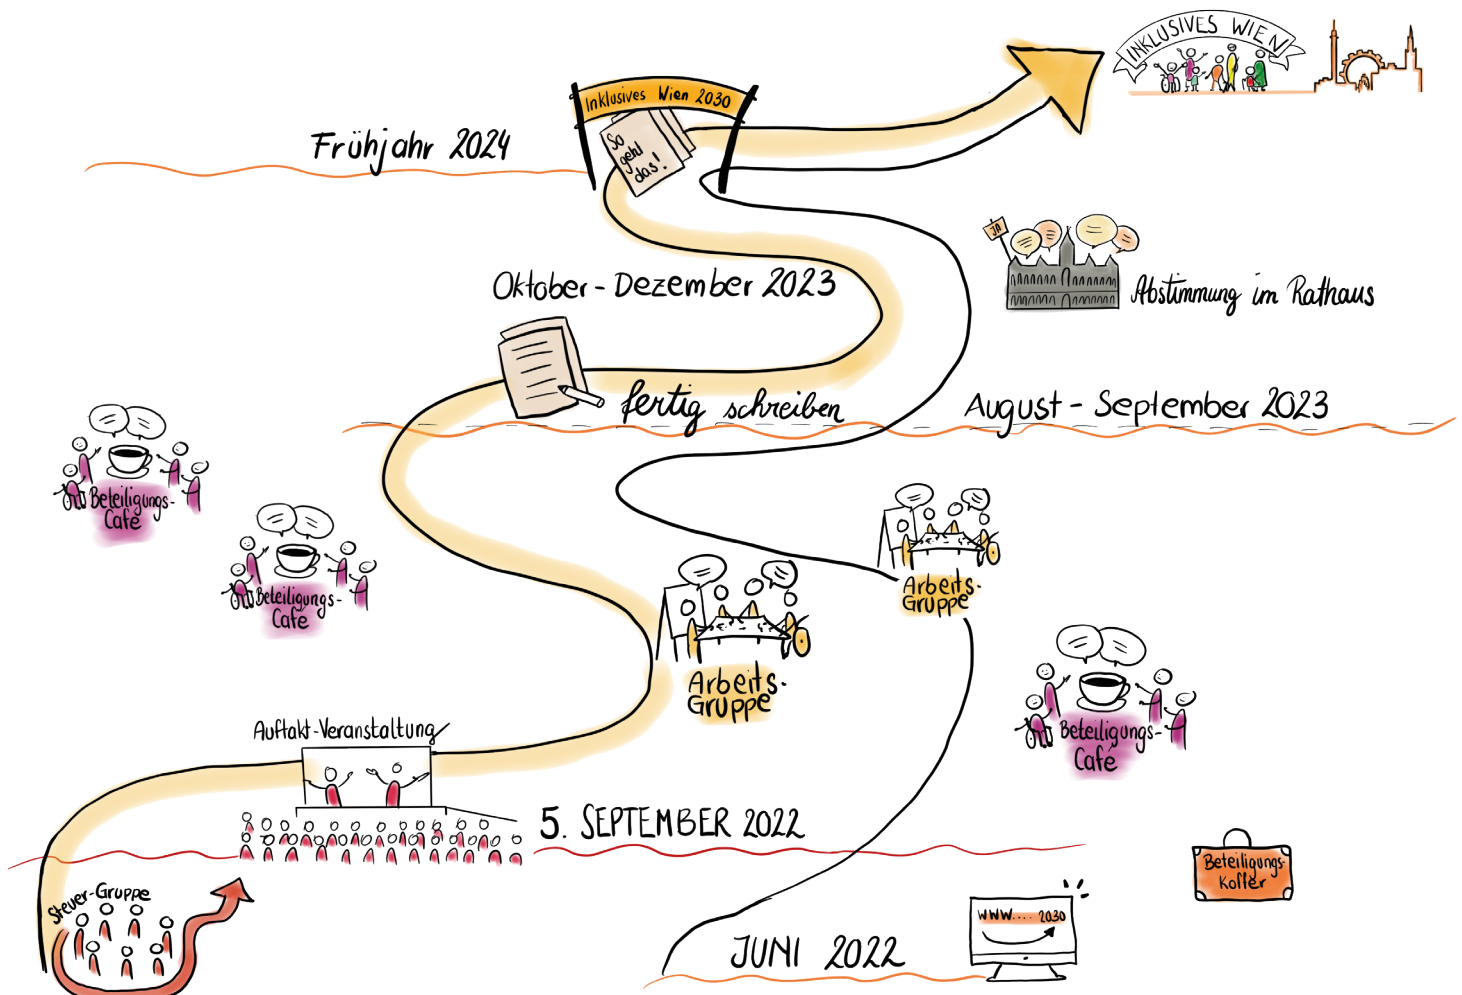 INKLUSIVES WIEN
Inklusives Wien 2030
So
geht
das!
Frühjahr 2024
JA
Abstimmung im Rathaus
Oktober - Dezember 2023
fertig schreiben
August - September 2023
Beteiligungs-
Café
Beteiligungs-
Café
Arbeits-
Gruppe
Arbeits-
Gruppe
Beteiligungs-
Café
Auftakt-Veranstaltung
5. SEPTEMBER 2022
Beteiligungs-
Koffer
Steuer-Gruppe
WWW.... 2030
JUNI 2022